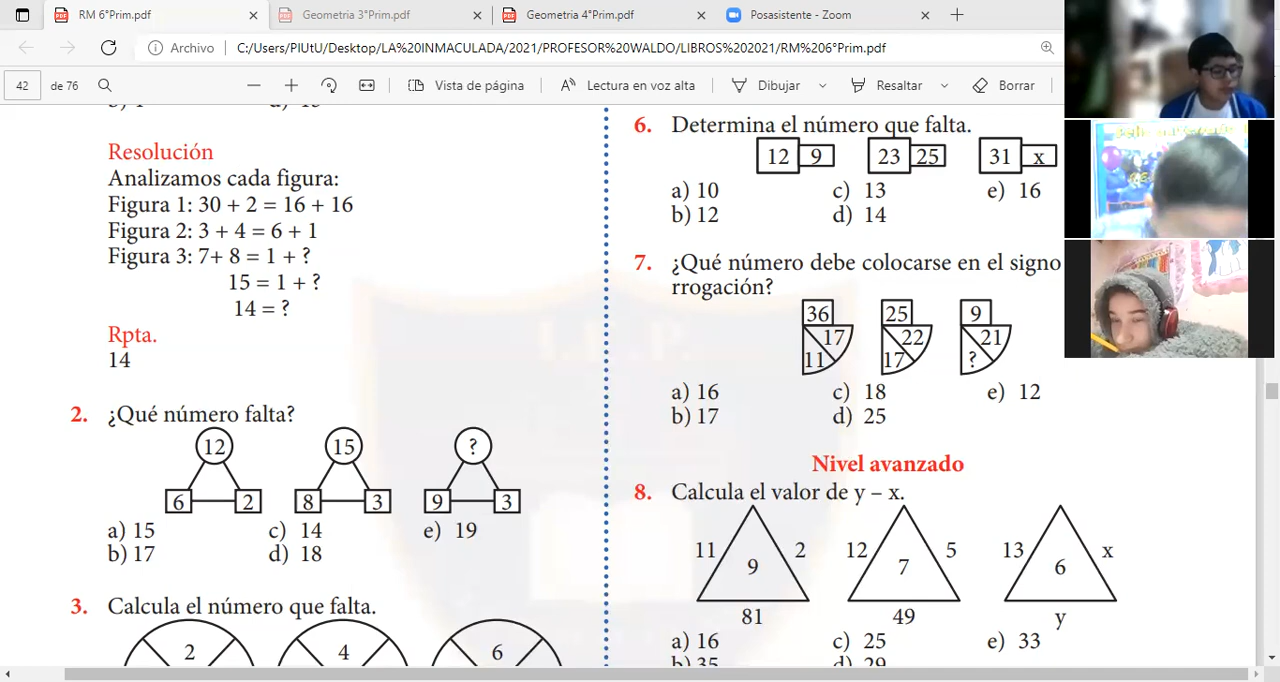 RM 6°Prim.pdf
Geometria 3°Prim.pdf
Geometria 4°Prim.pdf
Posasistente - Zoom
Archivo
C:/Users/PIUtU/Desktop/LA%20INMACULADA/2021/PROFESOR%20WALDO/LIBROS%202021/RM%206°Prim.pdf
42 de 76
Vista de página
Lectura en voz alta
Dibujar
Resaltar
Borrar
Resolución
Analizamos cada figura:
Figura 1: 30 + 2 = 16 + 16
Figura 2: 3 + 4 = 6 + 1
Figura 3: 7+ 8 = 1 + ?
15 = 1 + ?
14 = ?
Rpta.
14
2. ¿Qué número falta?
12 15 ?
6 2 8 3 9 3
a) 15 c) 14 e) 19
b) 17 d) 18
3. Calcula el número que falta.
2 4 6
6. Determina el número que falta.
12 9 23 25 31 x
a) 10 c) 13 e) 16
b) 12 d) 14
7. ¿Qué número debe colocarse en el signo
rrogación?
36 25 9
17 22 21
11 17 ?
a) 16 c) 18 e) 12
b) 17 d) 25
Nivel avanzado
8. Calcula el valor de y – x.
11 2 12 5 13 x
9 7 6
81 49 y
a) 16 c) 25 e) 33
b) 35 d) 29